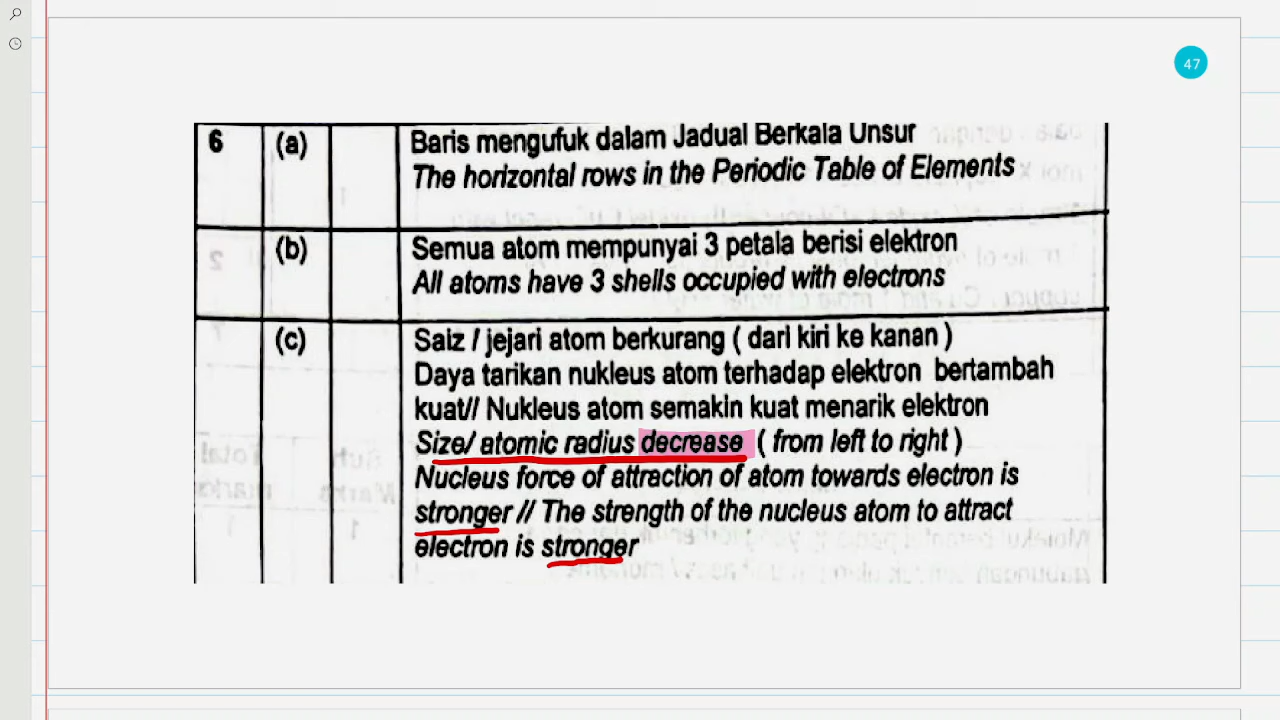 47
6 (a) Baris mengufuk dalam Jadual Berkala Unsur
The horizontal rows in the Periodic Table of Elements
(b) Semua atom mempunyai 3 petala berisi elektron
All atoms have 3 shells occupied with electrons
(c) Saiz / jejari atom berkurang ( dari kiri ke kanan )
Daya tarikan nukleus atom terhadap elektron bertambah
kuat// Nukleus atom semakin kuat menarik elektron
Size/ atomic radius decrease ( from left to right )
Nucleus force of attraction of atom towards electron is
stronger // The strength of the nucleus atom to attract
electron is stronger